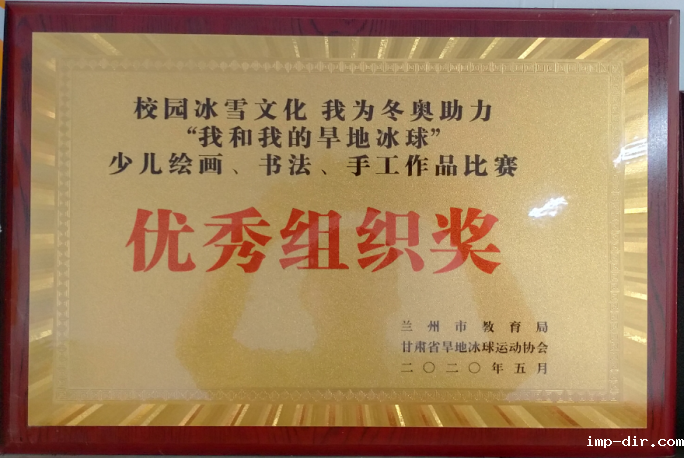 校园冰雪文化 我为冬奥助力
“我和我的旱地冰球”
少儿绘画、书法、手工作品比赛
优秀组织奖
兰州市教育局
甘肃省旱地冰球运动协会
二〇二〇年五月
imp-dir.com